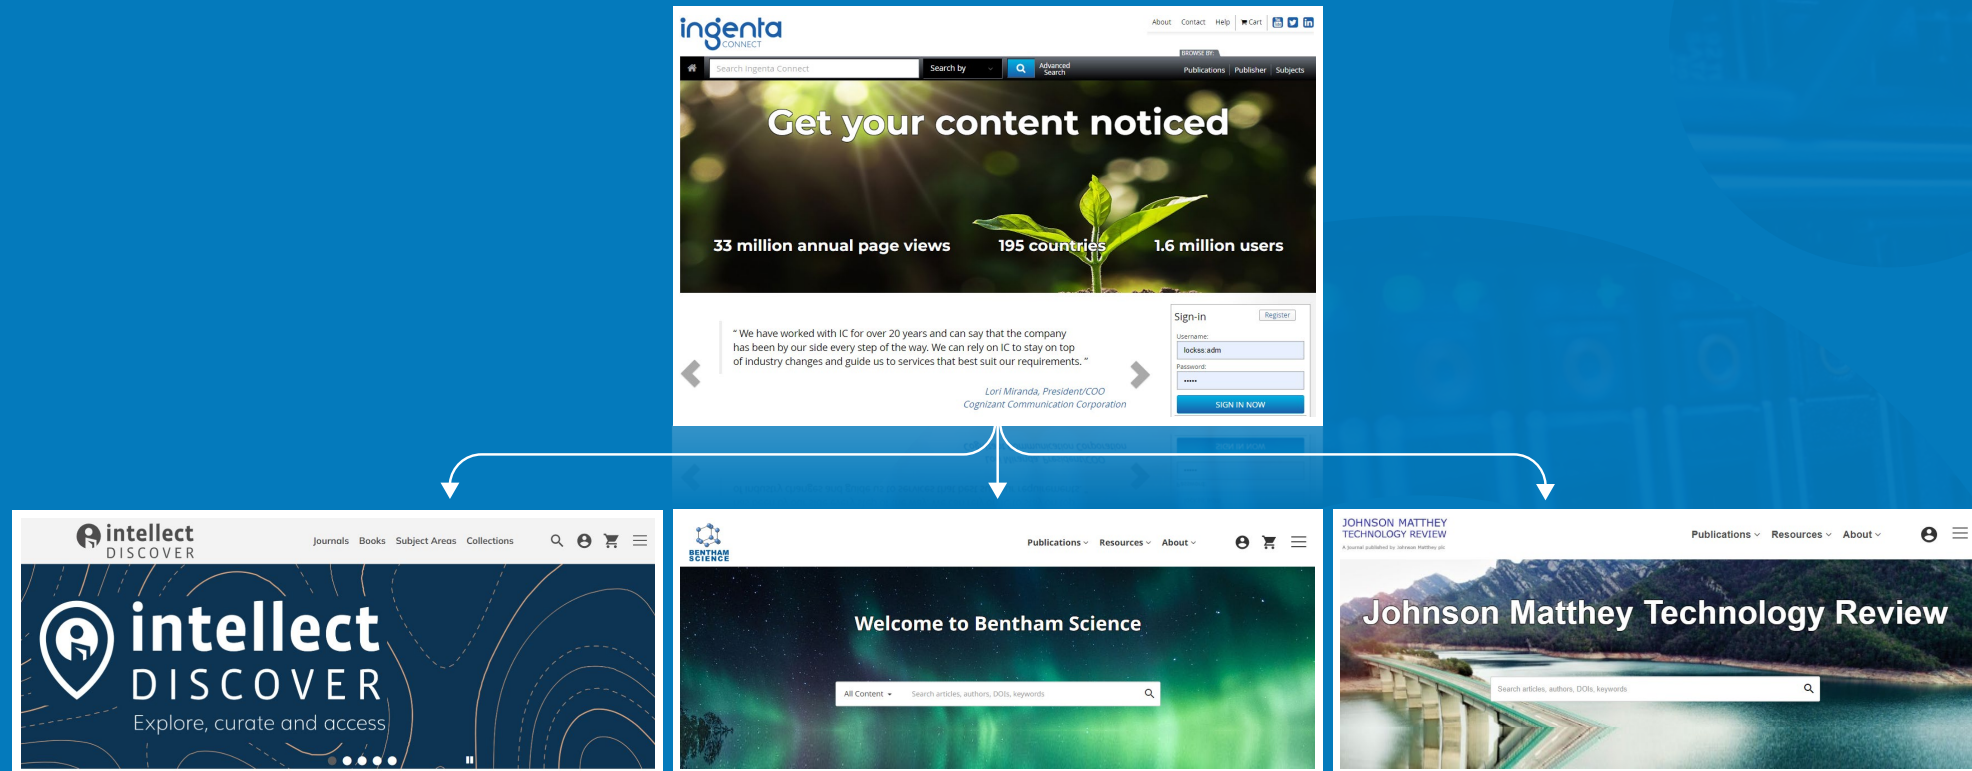 ingenta
CONNECT
About Contact Help Cart
BROWSE BY:
Search Ingenta Connect Search by Advanced Search Publications Publisher Subjects
Get your content noticed
33 million annual page views 195 countries 1.6 million users
“ We have worked with IC for over 20 years and can say that the company
has been by our side every step of the way. We can rely on IC to stay on top
of industry changes and guide us to services that best suit our requirements. ”
Lori Miranda, President/COO
Cognizant Communication Corporation
Sign-in Register
Username:
lockss:adm
Password:
•••••
SIGN IN NOW
intellect
DISCOVER
Journals Books Subject Areas Collections
intellect
DISCOVER
Explore, curate and access
BENTHAM
SCIENCE
Publications Resources About
Welcome to Bentham Science
All Content Search articles, authors, DOIs, keywords
JOHNSON MATTHEY
TECHNOLOGY REVIEW
A journal published by Johnson Matthey plc
Publications Resources About
Johnson Matthey Technology Review
Search articles, authors, DOIs, keywords